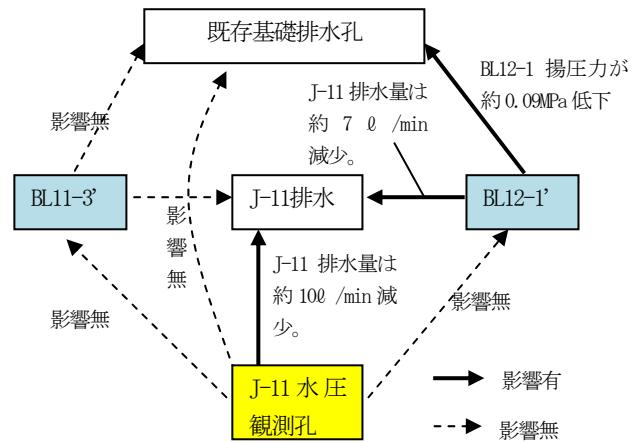 既存基礎排水孔
BL12-1 揚圧力が
約0.09MPa 低下
J-11 排水量は
約 7 ℓ /min
減少。
影響無
BL11-3’
J-11排水
BL12-1’
影
響
無
J-11 排水量は
約10ℓ /min 減
少。
影響無
影響無
J-11 水 圧
観測孔
影響有
影響無